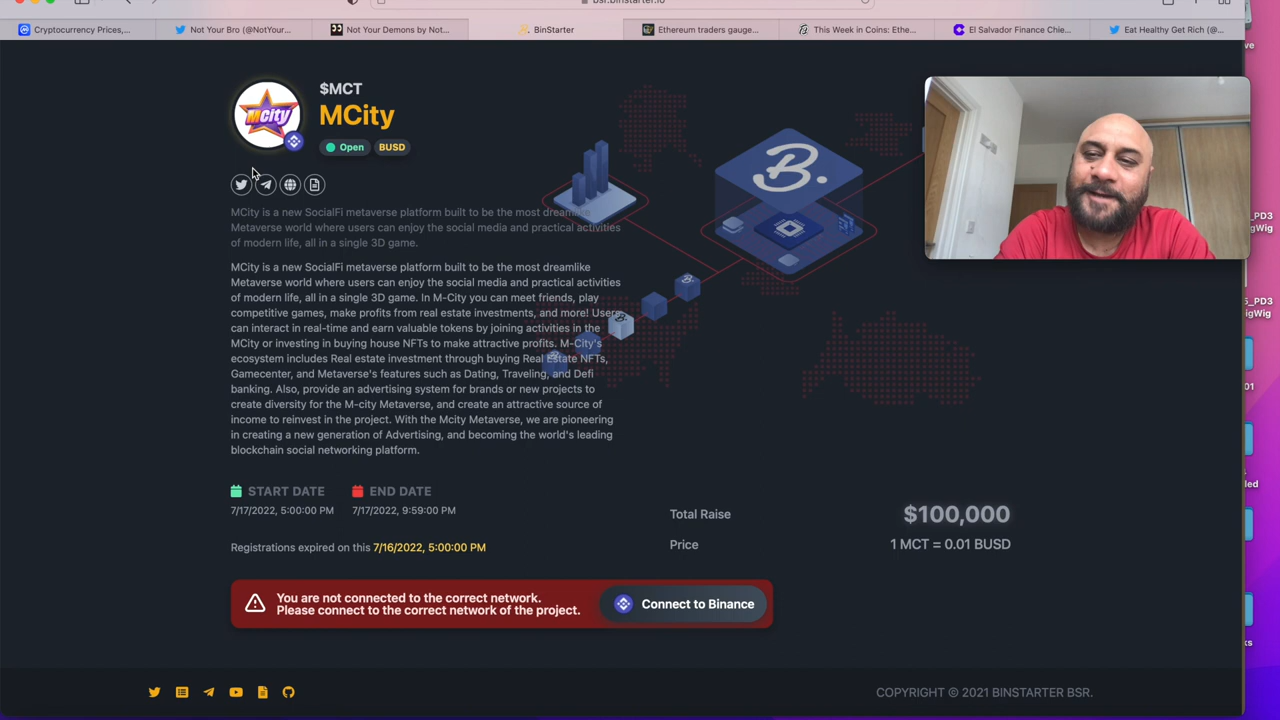 bsr.binstarter.io
Cryptocurrency Prices,...
Not Your Bro (@NotYour...
Not Your Demons by Not...
BinStarter
Ethereum traders gauge...
This Week in Coins: Ethe...
El Salvador Finance Chie...
Eat Healthy Get Rich (@...
MCity
$MCT
MCity
Open
BUSD
MCity is a new SocialFi metaverse platform built to be the most dreamlike
Metaverse world where users can enjoy the social media and practical activities
of modern life, all in a single 3D game.
MCity is a new SocialFi metaverse platform built to be the most dreamlike
Metaverse world where users can enjoy the social media and practical activities
of modern life, all in a single 3D game. In M-City you can meet friends, play
competitive games, make profits from real estate investments, and more! Users
can interact in real-time and earn valuable tokens by joining activities in the
MCity or investing in buying house NFTs to make attractive profits. M-City's
ecosystem includes Real estate investment through buying Real Estate NFTs,
Gamecenter, and Metaverse's features such as Dating, Traveling, and Defi
banking. Also, provide an advertising system for brands or new projects to
create diversity for the M-city Metaverse, and create an attractive source of
income to reinvest in the project. With the Mcity Metaverse, we are pioneering
in creating a new generation of Advertising, and becoming the world's leading
blockchain social networking platform.
B.
START DATE
END DATE
7/17/2022, 5:00:00 PM
7/17/2022, 9:59:00 PM
Registrations expired on this 7/16/2022, 5:00:00 PM
Total Raise
$100,000
Price
1 MCT = 0.01 BUSD
You are not connected to the correct network.
Please connect to the correct network of the project.
Connect to Binance
COPYRIGHT © 2021 BINSTARTER BSR.
_PD3
igWig
5_PD3
igWig
01